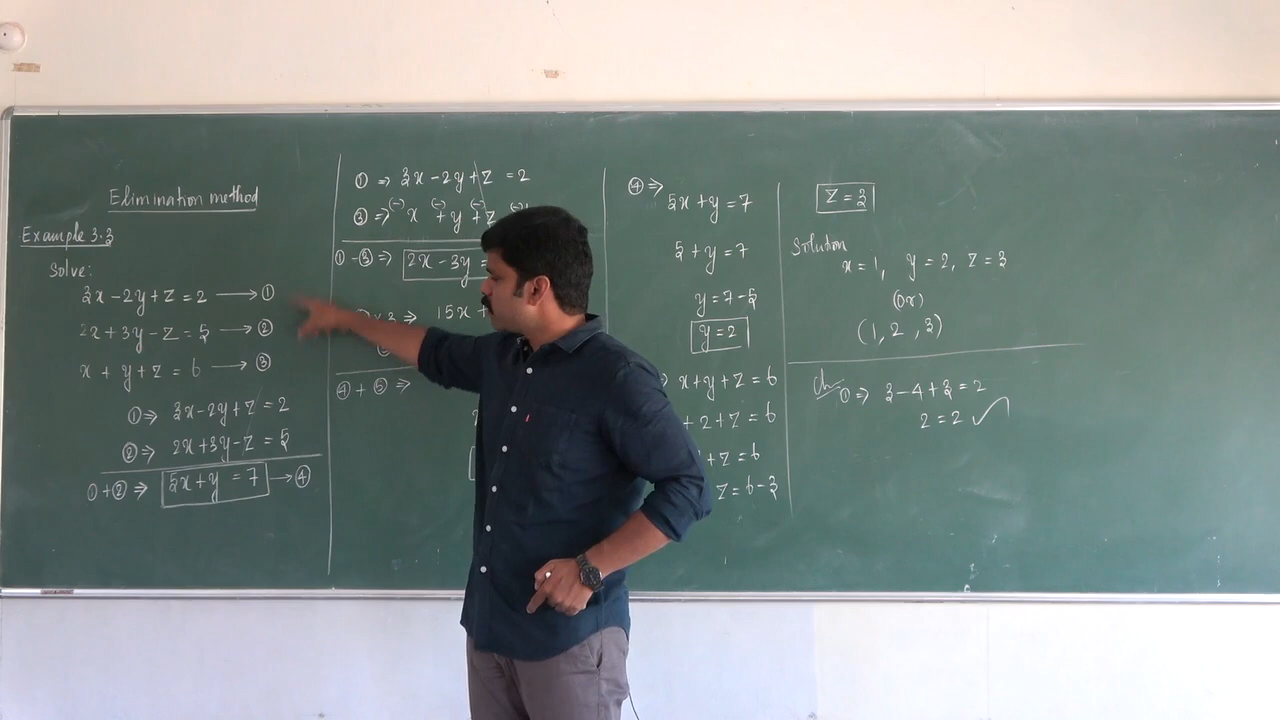 Elimination method
Example 3.3
Solve:
3x-2y+z=2 ⟶ ①
2x+3y-z=5 ⟶ ②
x+y+z=6 ⟶ ③
① ⇒ 3x-2y+z=2
② ⇒ 2x+3y-z=5
①+② ⇒ 5x+y=7 ⟶ ④
① ⇒ 3x-2y+z=2
③ ⇒ (-) x (-) + y (-) + z
①-③ ⇒ 2x-3y=
x3 ⇒ 15x+
④+⑤ ⇒
④ ⇒
5x+y=7
5+y=7
y=7-5
y=2
x+y+z=6
+2+z=6
+z=6
z=6-3
z=3
Solution
x=1, y=2, z=3
(or)
(1,2,3)
Ch ① ⇒ 3-4+3=2
2=2 ✓